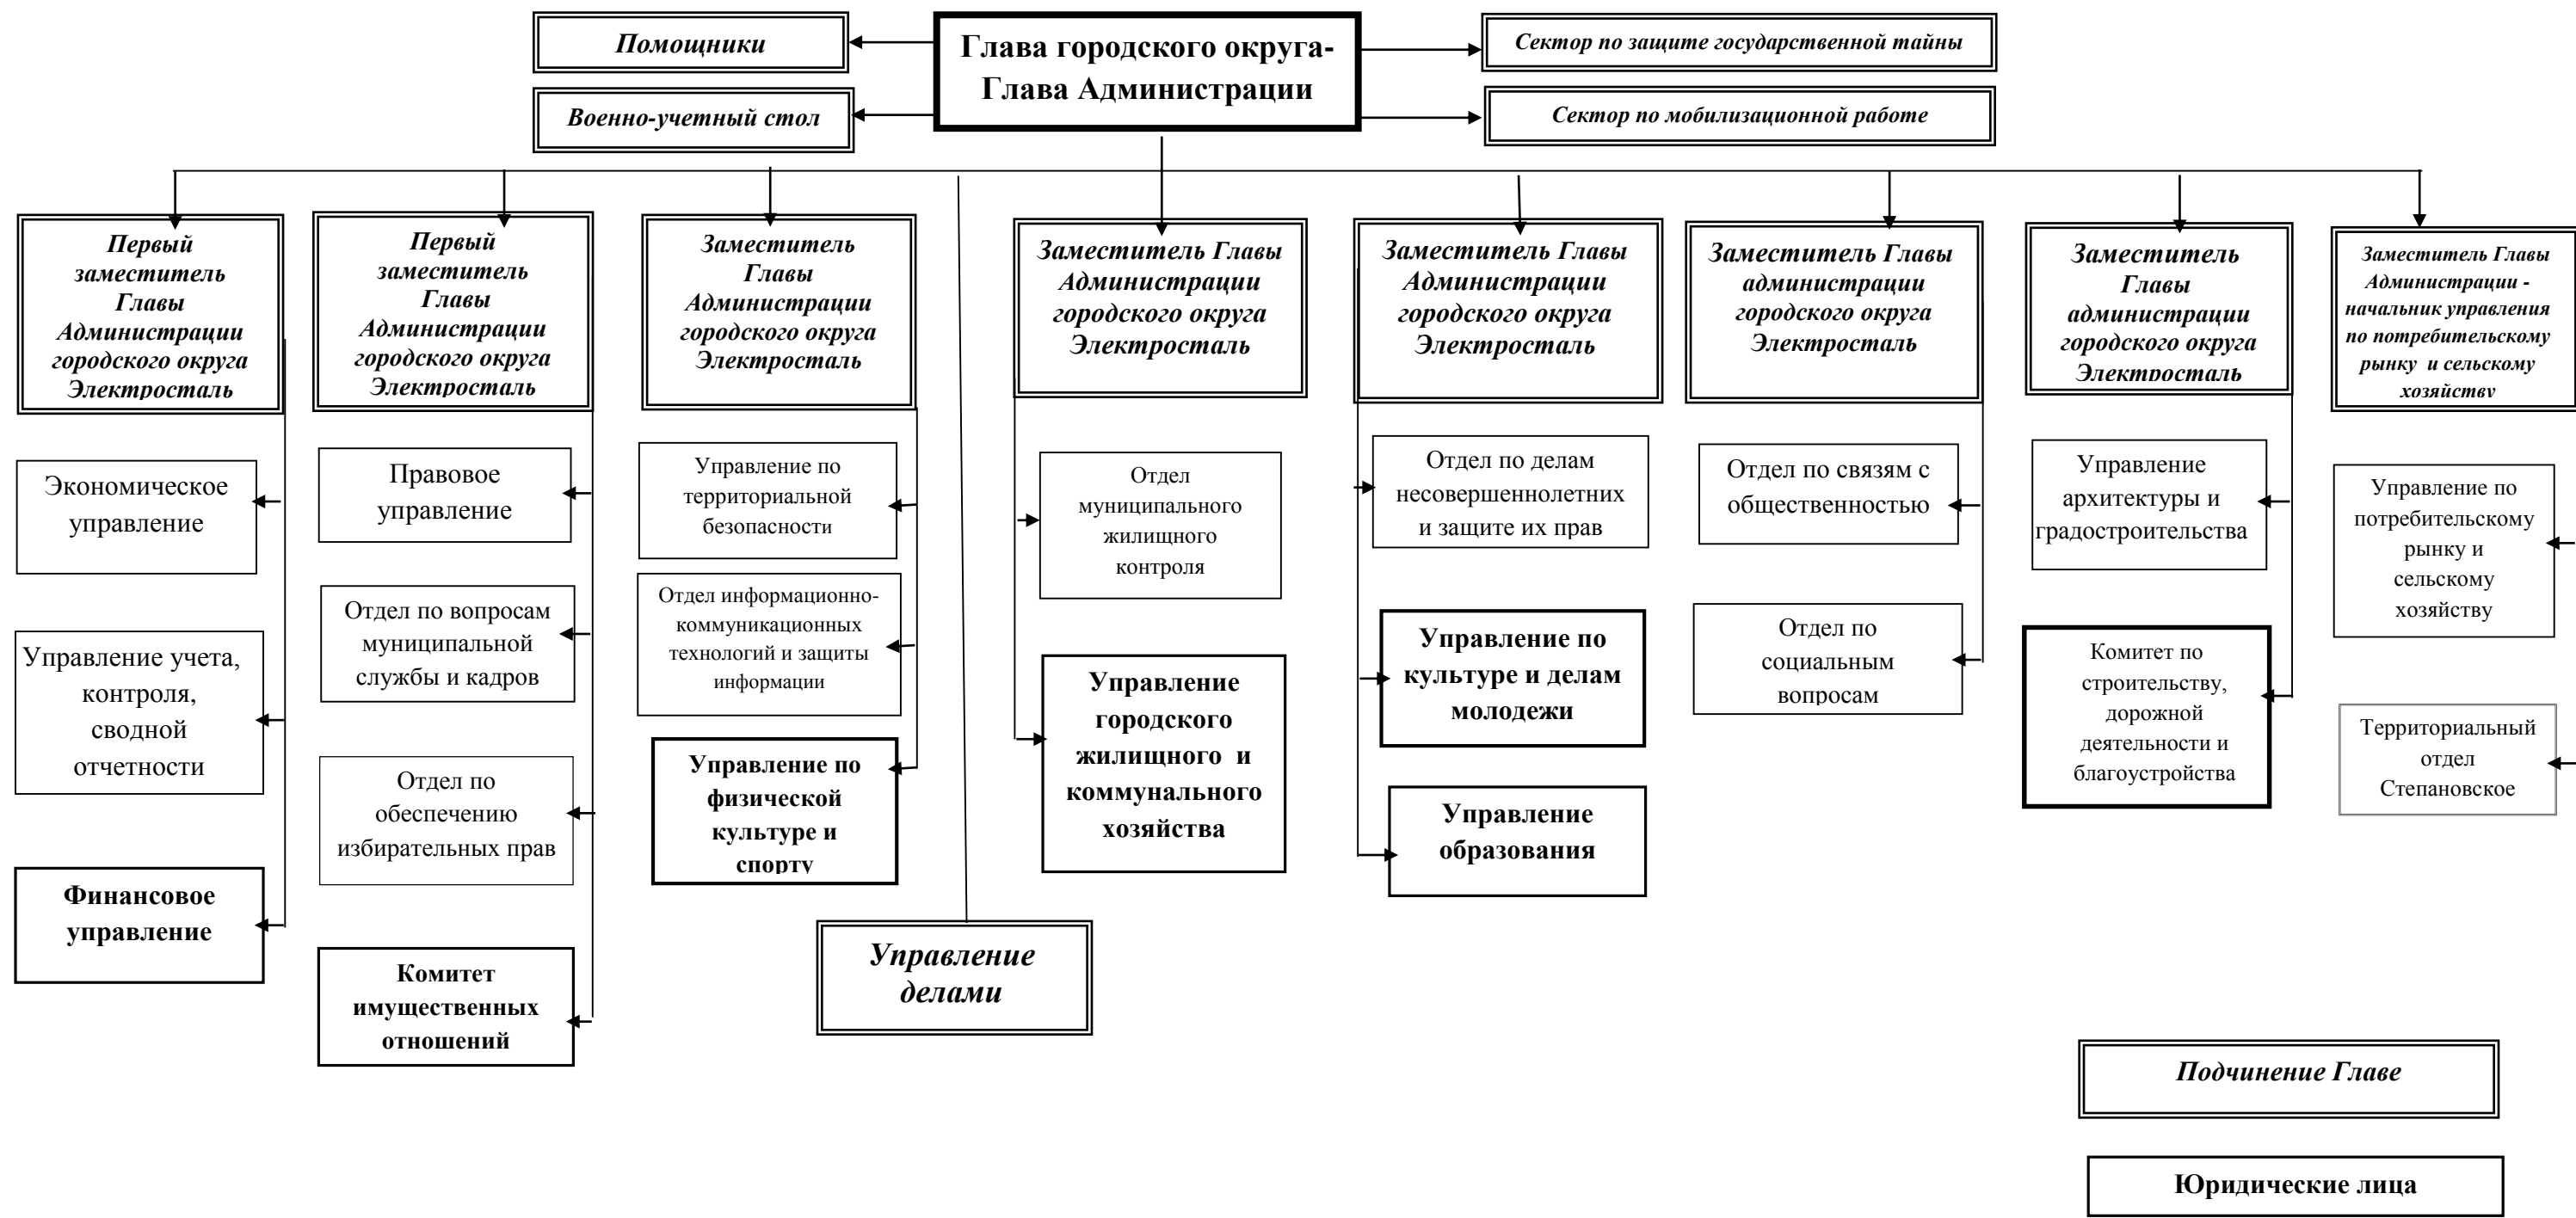 Помощники
Глава городского округа-
Глава Администрации
Сектор по защите государственной тайны
Военно-учетный стол
Сектор по мобилизационной работе
Первый
заместитель
Главы
Администрации
городского округа
Электросталь
Первый
заместитель
Главы
Администрации
городского округа
Электросталь
Заместитель
Главы
Администрации
городского округа
Электросталь
Заместитель Главы
Администрации
городского округа
Электросталь
Заместитель Главы
Администрации
городского округа
Электросталь
Заместитель Главы
администрации
городского округа
Электросталь
Заместитель
Главы
администрации
городского округа
Электросталь
Заместитель Главы
Администрации -
начальник управления
по потребительскому
рынку и сельскому
хозяйству
Экономическое
управление
Управление учета,
контроля,
сводной
отчетности
Финансовое
управление
Правовое
управление
Отдел по вопросам
муниципальной
службы и кадров
Отдел по
обеспечению
избирательных прав
Комитет
имущественных
отношений
Управление по
территориальной
безопасности
Отдел информационно-
коммуникационных
технологий и защиты
информации
Управление по
физической
культуре и
спорту
Управление
делами
Отдел
муниципального
жилищного
контроля
Управление
городского
жилищного и
коммунального
хозяйства
Отдел по делам
несовершеннолетних
и защите их прав
Управление по
культуре и делам
молодежи
Управление
образования
Отдел по связям с
общественностью
Отдел по
социальным
вопросам
Управление
архитектуры и
градостроительства
Комитет по
строительству,
дорожной
деятельности и
благоустройства
Управление по
потребительскому
рынку и
сельскому
хозяйству
Территориальный
отдел
Степановское
Подчинение Главе
Юридические лица